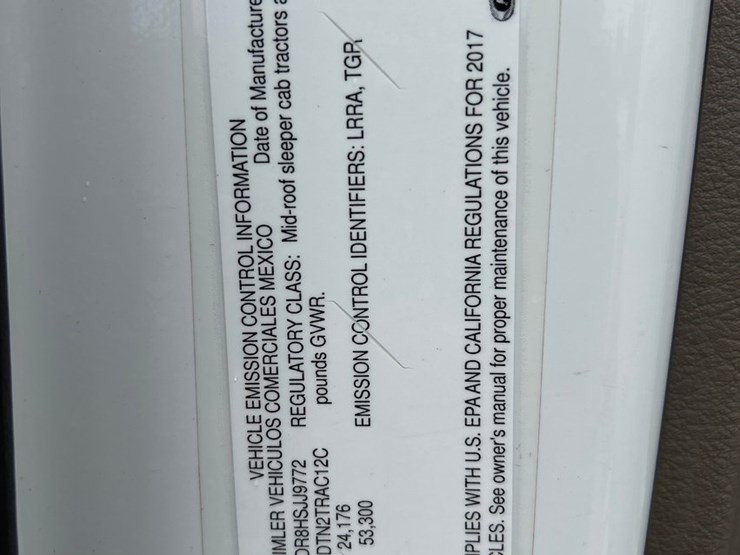 VEHICLE EMISSION CONTROL INFORMATION
IMLER VEHICULOS COMERCIALES MEXICO Date of Manufacture
DR8HSJJ9772 REGULATORY CLASS: Mid-roof sleeper cab tractors a
DTN2TRAC12C pounds GVWR.
24,176
53,300 EMISSION CONTROL IDENTIFIERS: LRRA, TGR
PLIES WITH U.S. EPA AND CALIFORNIA REGULATIONS FOR 2017
CLES. See owner's manual for proper maintenance of this vehicle.